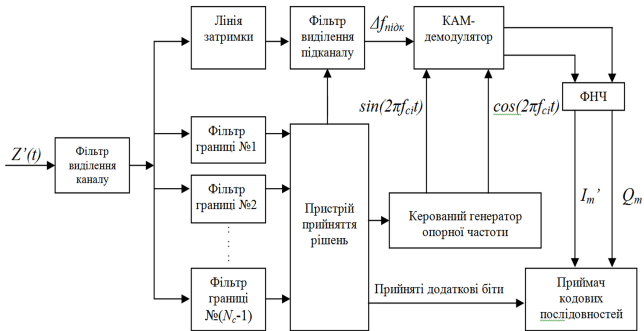 Лінія
затримки
Фільтр
виділення
підканалу
Δfпідк
КАМ-
демодулятор
sin(2πfcit)
cos(2πfcit)
ФНЧ
Z’(t)
Фільтр
виділення
каналу
Фільтр
границі №1
Фільтр
границі №2
Фільтр
границі
№(Nc-1)
Пристрій
прийняття
рішень
Керований генератор
опорної частоти
Im’
Qm
Прийняті додаткові біти
Приймач
кодових
послідовностей